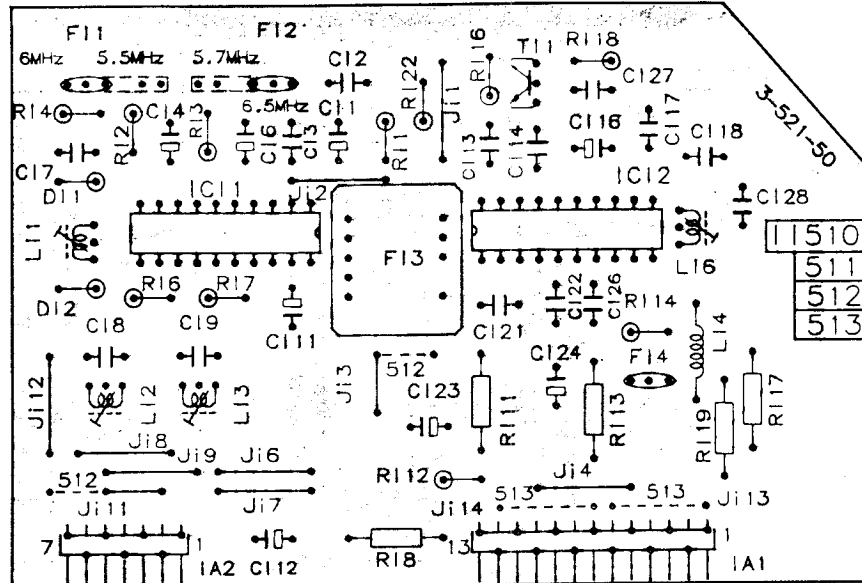 F11
F12
6MHz
5.5MHz
5.7MHz
C12
R122
Ji1
R116
T11
R118
C127
R14
R12
C14
R13
6.5MHz
C16
C13
C11
R11
C113
C114
C116
C117
C118
3-521-50
C17
D11
IC11
Ji2
IC12
C128
L11
F13
L16
11510
511
512
513
D12
R16
R17
C111
C121
C122
C126
R114
L14
C18
C19
Ji3
512
C123
C124
F14
Ji12
L12
L13
R111
R113
R119
R117
Ji8
Ji9
Ji6
R112
Ji4
512
Ji7
513
513
Ji13
Ji11
Ji14
7
1
IA2
C112
R18
13
1
IA1